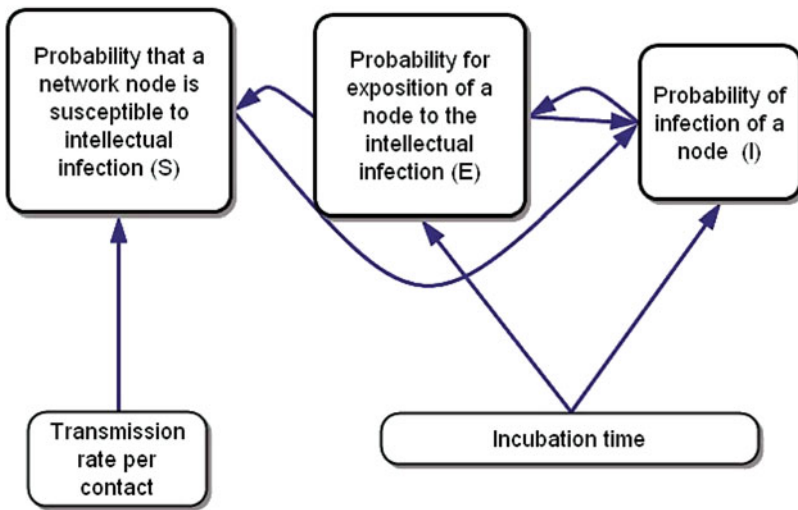 Probability that a
network node is
susceptible to
intellectual
infection (S)
Probability for
exposition of a
node to the
intellectual
infection (E)
Probability of
infection of a
node (I)
Transmission
rate per
contact
Incubation time